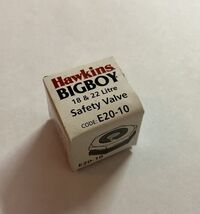 Hawkins
BIGBOY
18 & 22 Litre
Safety Valve
CODE: E20-10
E20-10